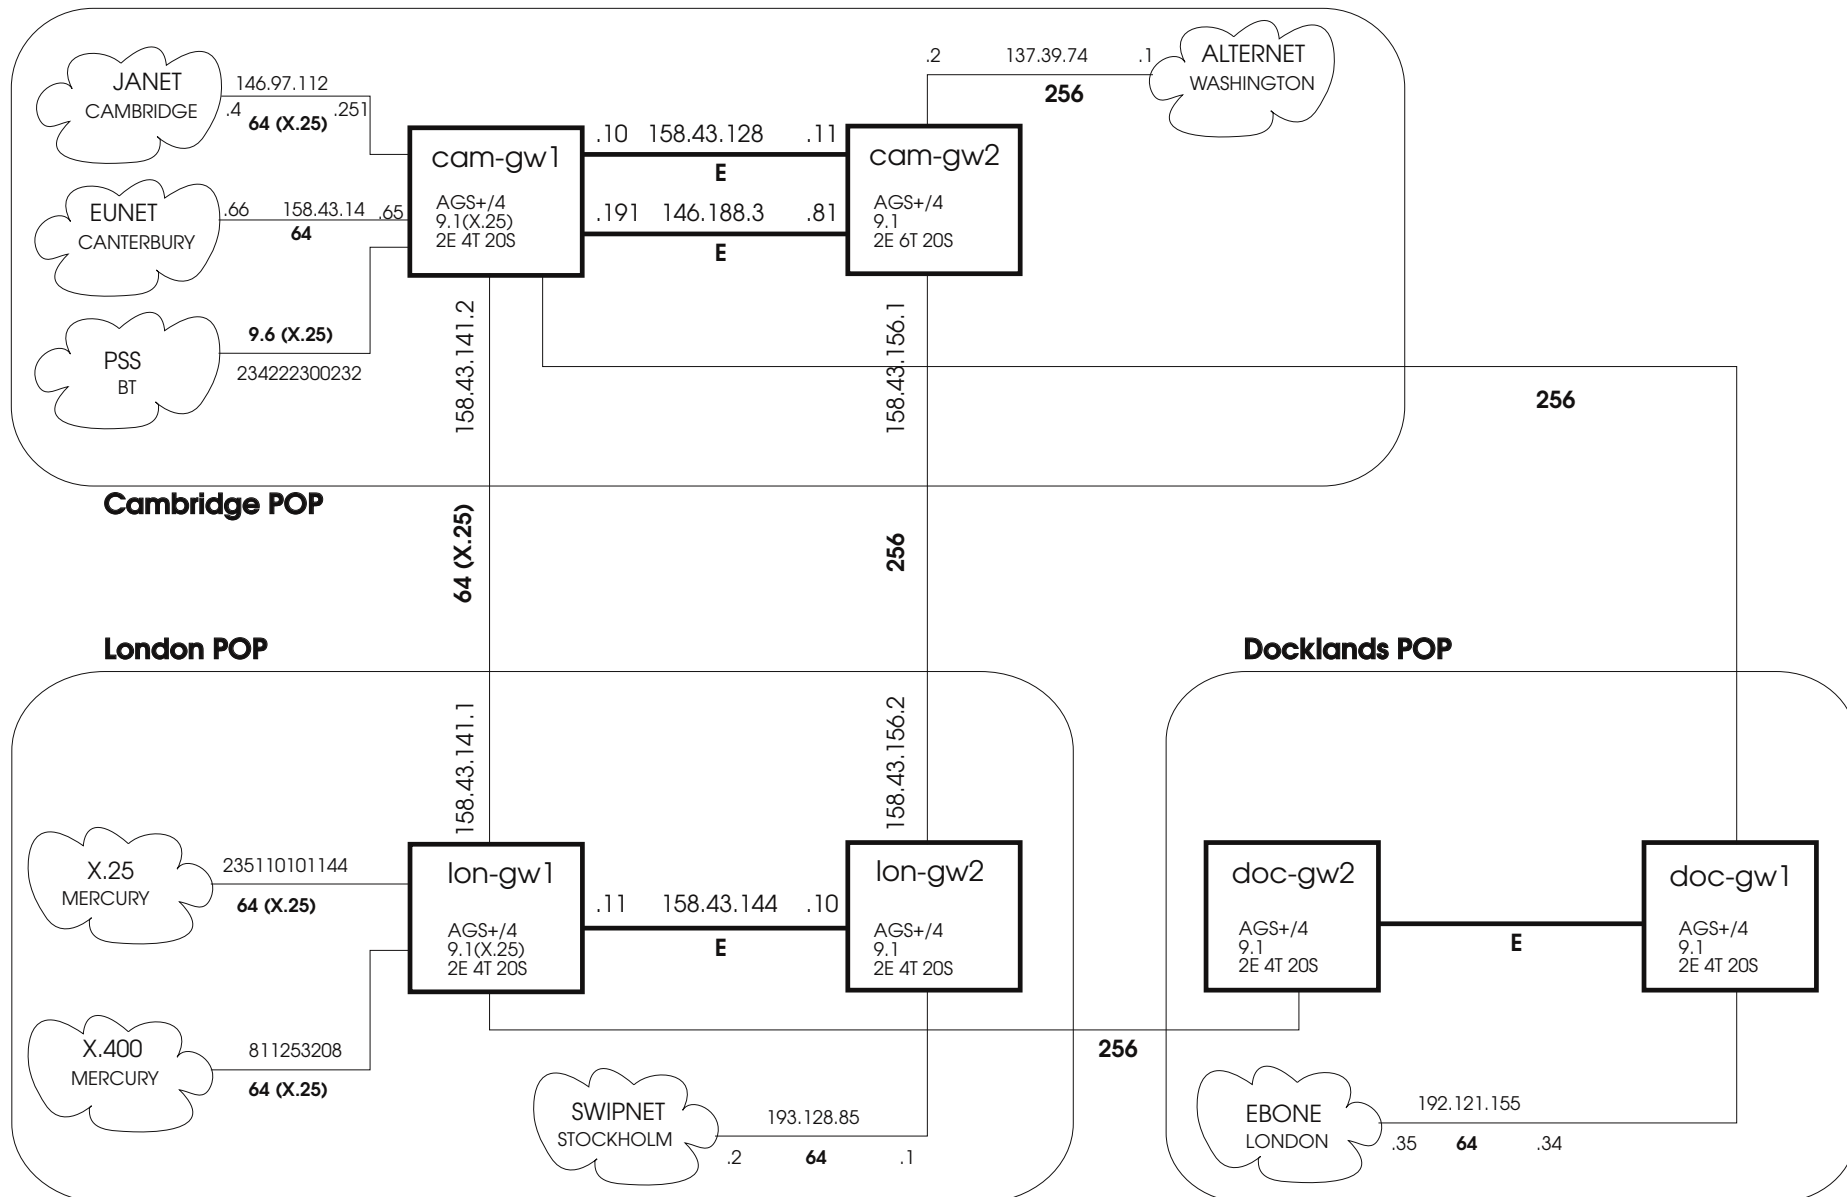 JANET
CAMBRIDGE
146.97.112
.4
.251
64 (X.25)
.2
137.39.74
.1
256
ALTERNET
WASHINGTON
cam-gw1
AGS+/4
9.1(X.25)
2E 4T 20S
.10 158.43.128 .11
E
.191 146.188.3 .81
E
cam-gw2
AGS+/4
9.1
2E 6T 20S
EUNET
CANTERBURY
.66 158.43.14 .65
64
PSS
BT
9.6 (X.25)
234222300232
158.43.141.2
158.43.156.1
256
Cambridge POP
64 (X.25)
256
London POP
Docklands POP
158.43.141.1
158.43.156.2
X.25
MERCURY
235110101144
64 (X.25)
lon-gw1
AGS+/4
9.1(X.25)
2E 4T 20S
.11 158.43.144 .10
E
lon-gw2
AGS+/4
9.1
2E 4T 20S
doc-gw2
AGS+/4
9.1
2E 4T 20S
E
doc-gw1
AGS+/4
9.1
2E 4T 20S
X.400
MERCURY
811253208
64 (X.25)
256
SWIPNET
STOCKHOLM
193.128.85
.2 64 .1
EBONE
LONDON
192.121.155
.35 64 .34